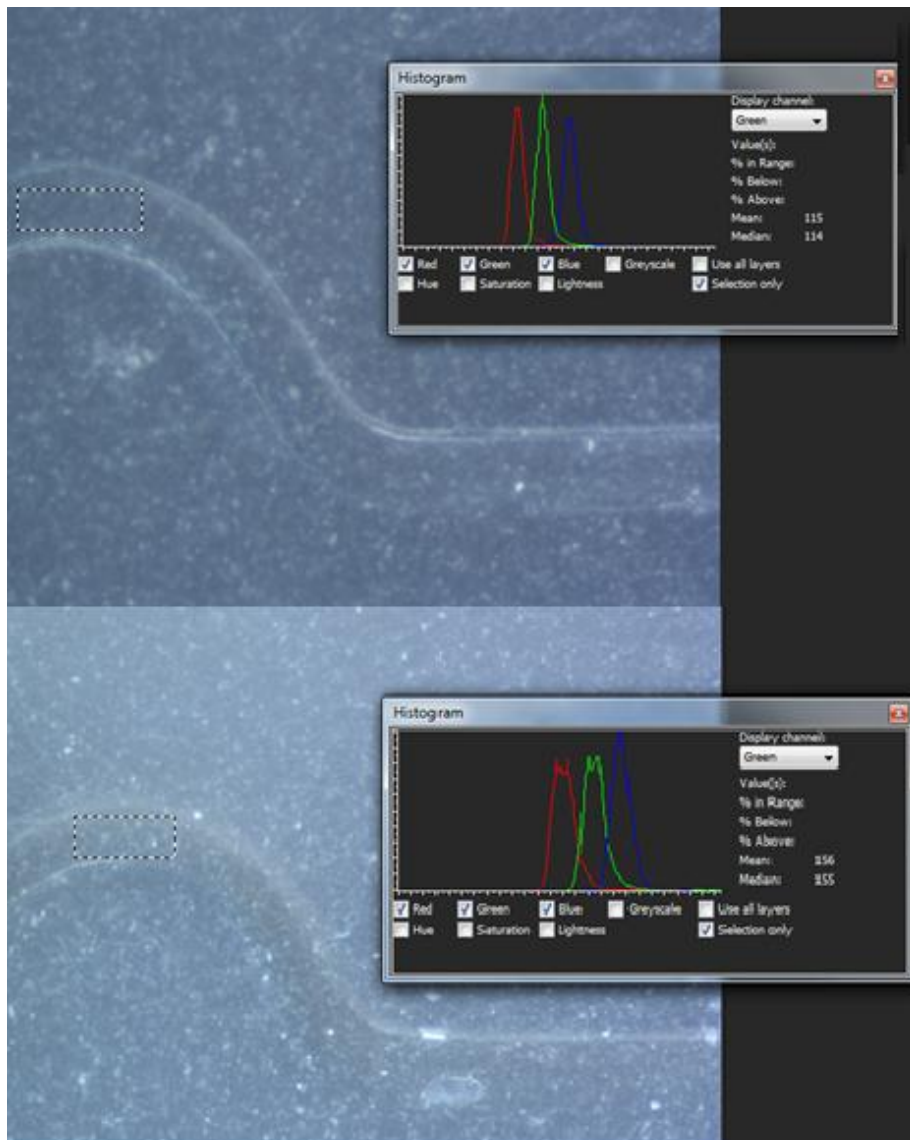 Histogram
Display channel:
Green
Value(s):
% in Range:
% Below:
% Above:
Mean: 115
Median: 114
Red Green Blue Greyscale Use all layers
Hue Saturation Lightness Selection only
Histogram
Display channel:
Green
Value(s):
% in Range:
% Below:
% Above:
Mean: 156
Median: 155
Red Green Blue Greyscale Use all layers
Hue Saturation Lightness Selection only